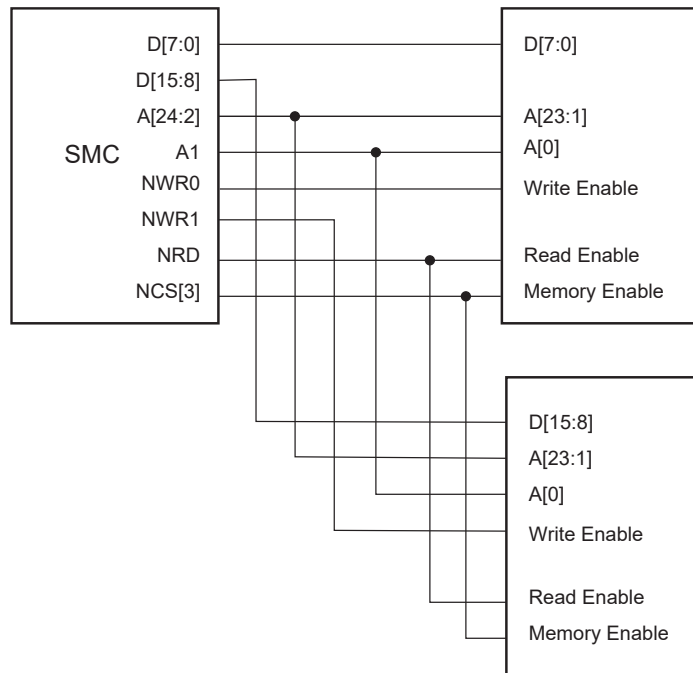 D[7:0]
D[15:8]
A[24:2]
SMC
A1
NWR0
NWR1
NRD
NCS[3]
D[7:0]
A[23:1]
A[0]
Write Enable
Read Enable
Memory Enable
D[15:8]
A[23:1]
A[0]
Write Enable
Read Enable
Memory Enable